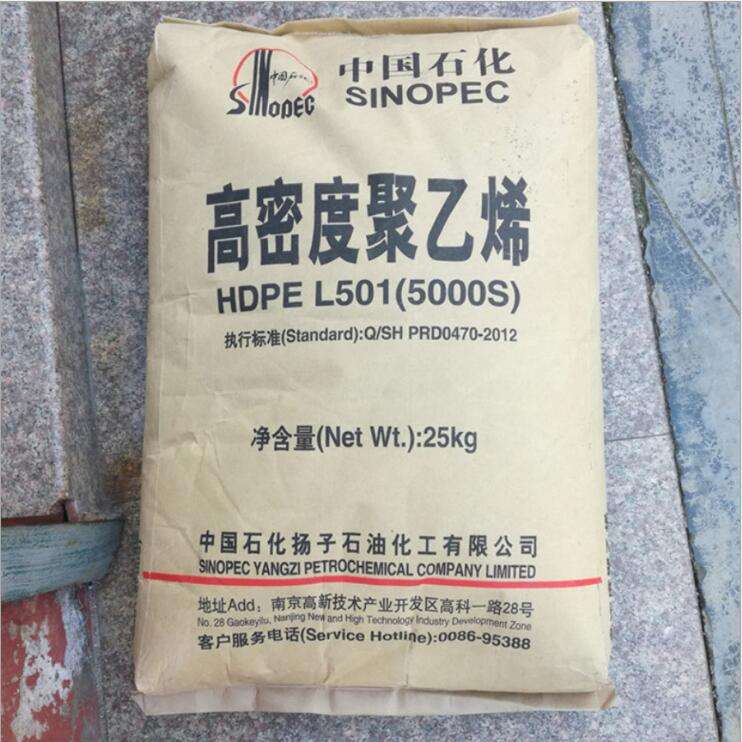 中国石化
SINOPEC
中国石化
SINOPEC
高密度聚乙烯
HDPE L501(5000S)
执行标准(Standard):Q/SH PRD0470-2012
净含量(Net Wt.):25kg
中国石化扬子石油化工有限公司
SINOPEC YANGZI PETROCHEMICAL COMPANY LIMITED
地址Add：南京高新技术产业开发区高科一路28号
No. 28 Gaokeyilu, Nanjing New and High Technology Industry Development Zone
客户服务电话(Service Hotline):0086-95388